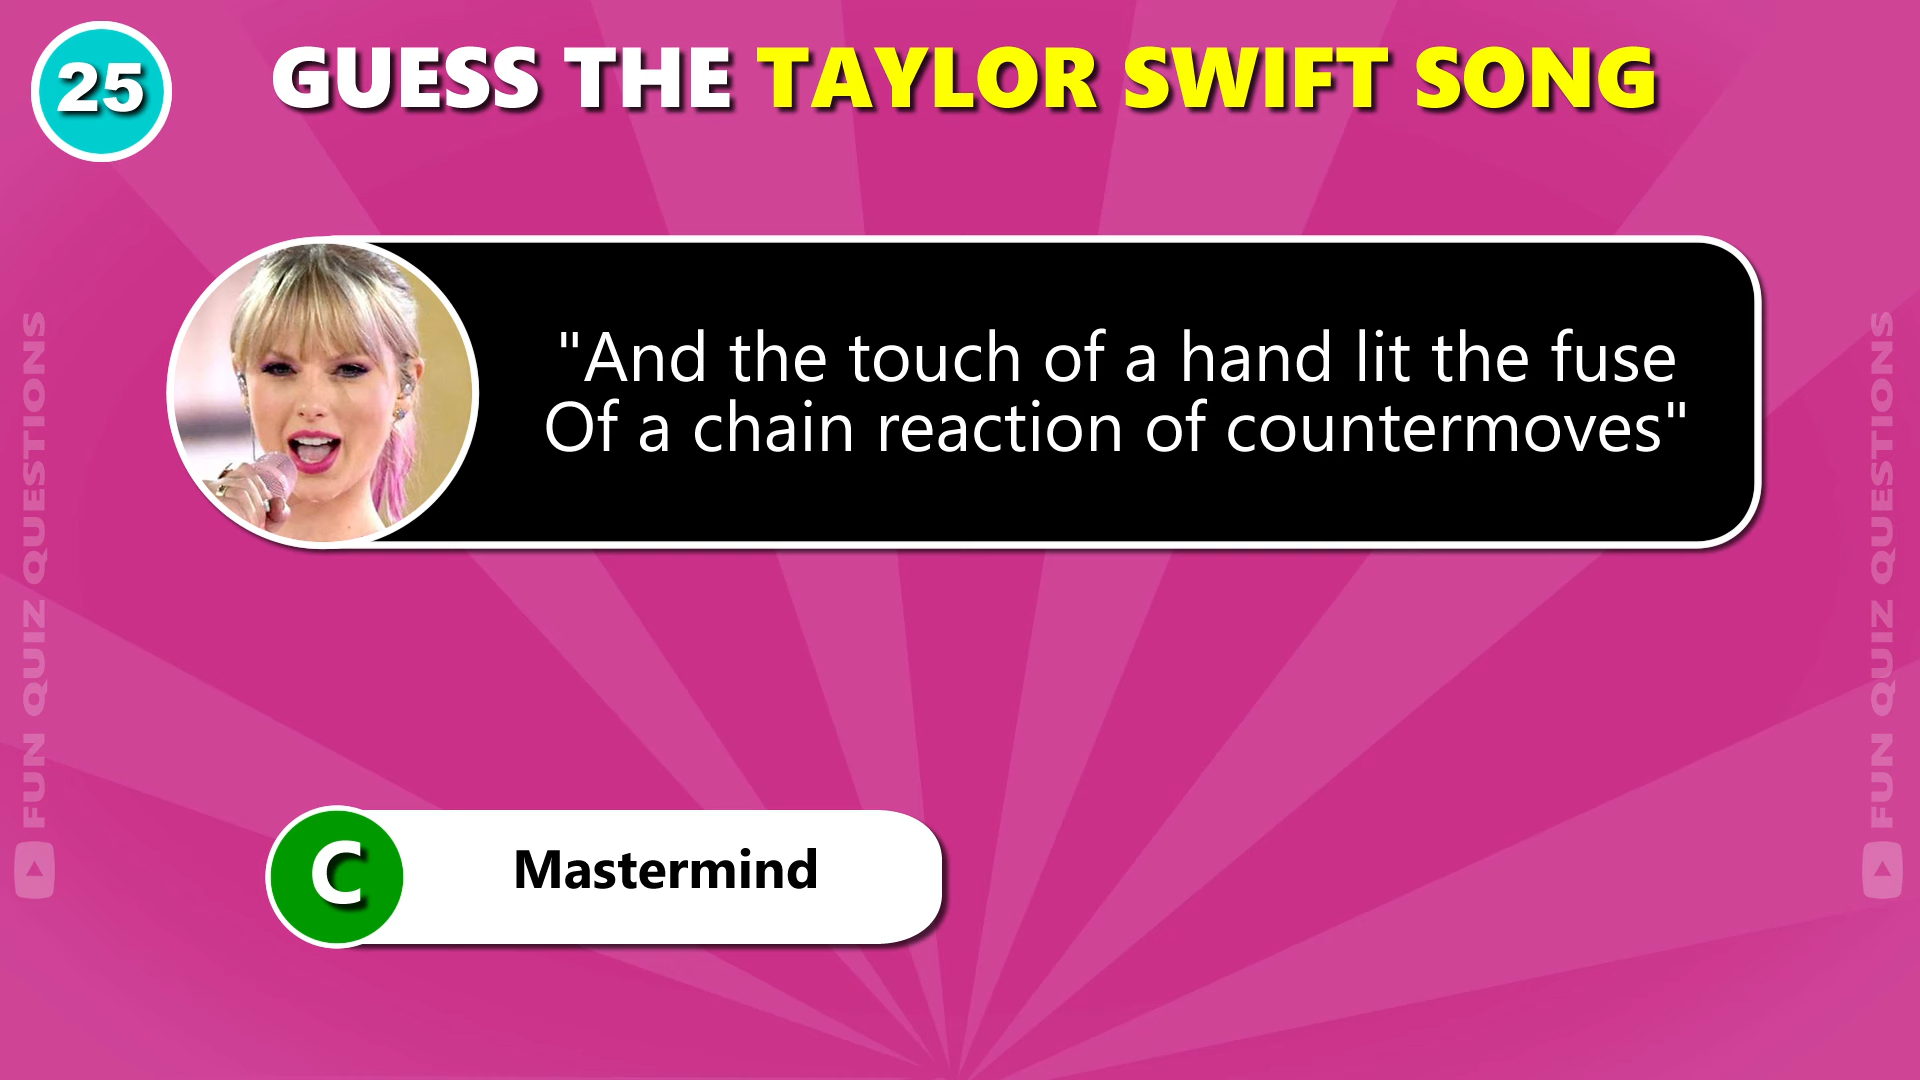 25
GUESS THE TAYLOR SWIFT SONG
"And the touch of a hand lit the fuse
Of a chain reaction of countermoves"
FUN QUIZ QUESTIONS
FUN QUIZ QUESTIONS
C
Mastermind